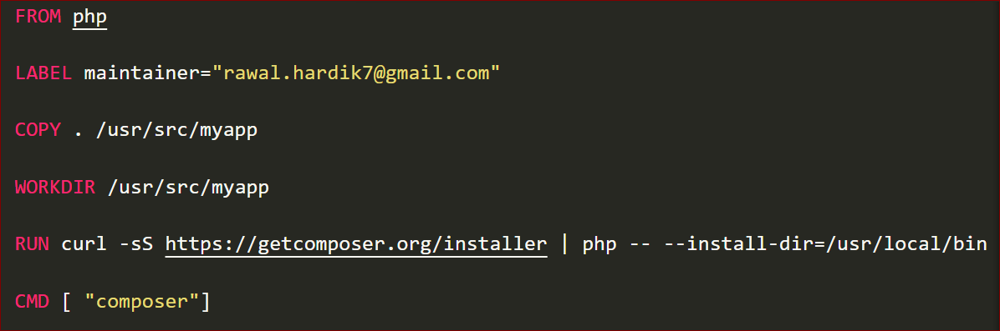 FROM php
LABEL maintainer="rawal.hardik7@gmail.com"
COPY . /usr/src/myapp
WORKDIR /usr/src/myapp
RUN curl -sS https://getcomposer.org/installer | php -- --install-dir=/usr/local/bin
CMD [ "composer"]